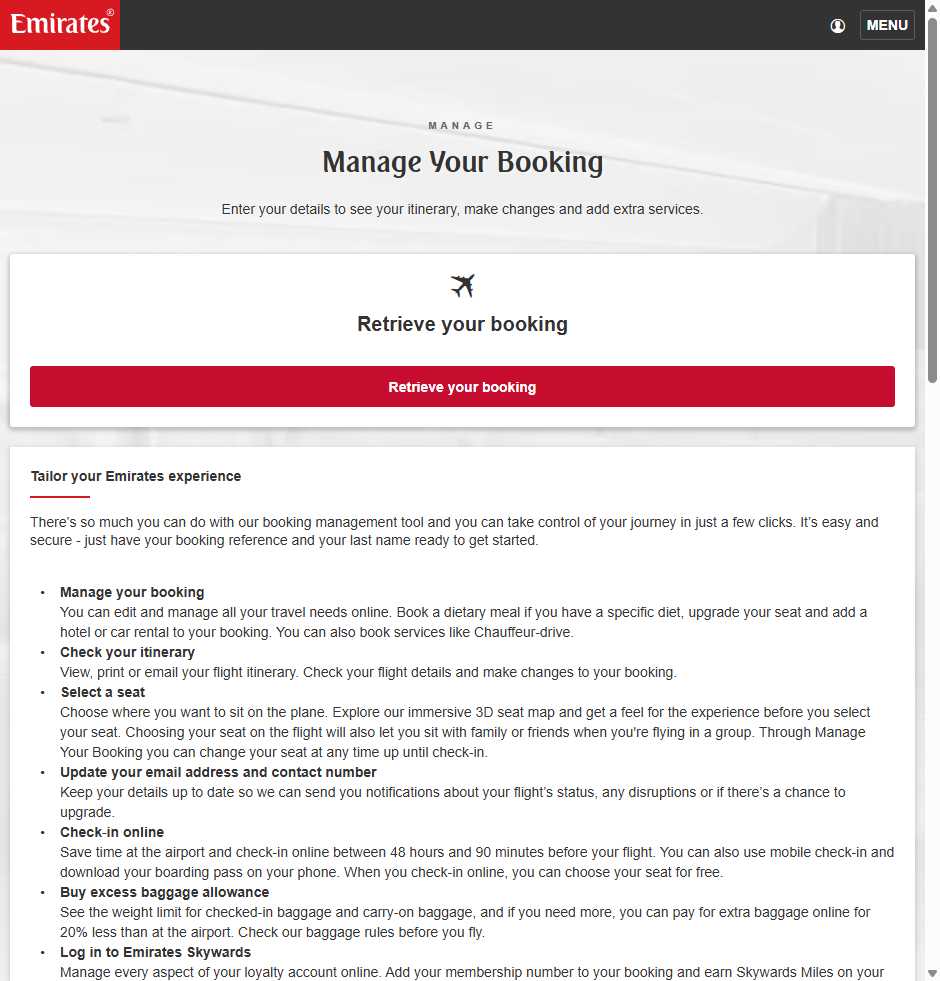 Emirates®
MENU
MANAGE
Manage Your Booking
Enter your details to see your itinerary, make changes and add extra services.
Retrieve your booking
Retrieve your booking
Tailor your Emirates experience
There's so much you can do with our booking management tool and you can take control of your journey in just a few clicks. It's easy and
secure - just have your booking reference and your last name ready to get started.
• Manage your booking
You can edit and manage all your travel needs online. Book a dietary meal if you have a specific diet, upgrade your seat and add a
hotel or car rental to your booking. You can also book services like Chauffeur-drive.
• Check your itinerary
View, print or email your flight itinerary. Check your flight details and make changes to your booking.
• Select a seat
Choose where you want to sit on the plane. Explore our immersive 3D seat map and get a feel for the experience before you select
your seat. Choosing your seat on the flight will also let you sit with family or friends when you're flying in a group. Through Manage
Your Booking you can change your seat at any time up until check-in.
• Update your email address and contact number
Keep your details up to date so we can send you notifications about your flight's status, any disruptions or if there's a chance to
upgrade.
• Check-in online
Save time at the airport and check-in online between 48 hours and 90 minutes before your flight. You can also use mobile check-in and
download your boarding pass on your phone. When you check-in online, you can choose your seat for free.
• Buy excess baggage allowance
See the weight limit for checked-in baggage and carry-on baggage, and if you need more, you can pay for extra baggage online for
20% less than at the airport. Check our baggage rules before you fly.
• Log in to Emirates Skywards
Manage every aspect of your loyalty account online. Add your membership number to your booking and earn Skywards Miles on your